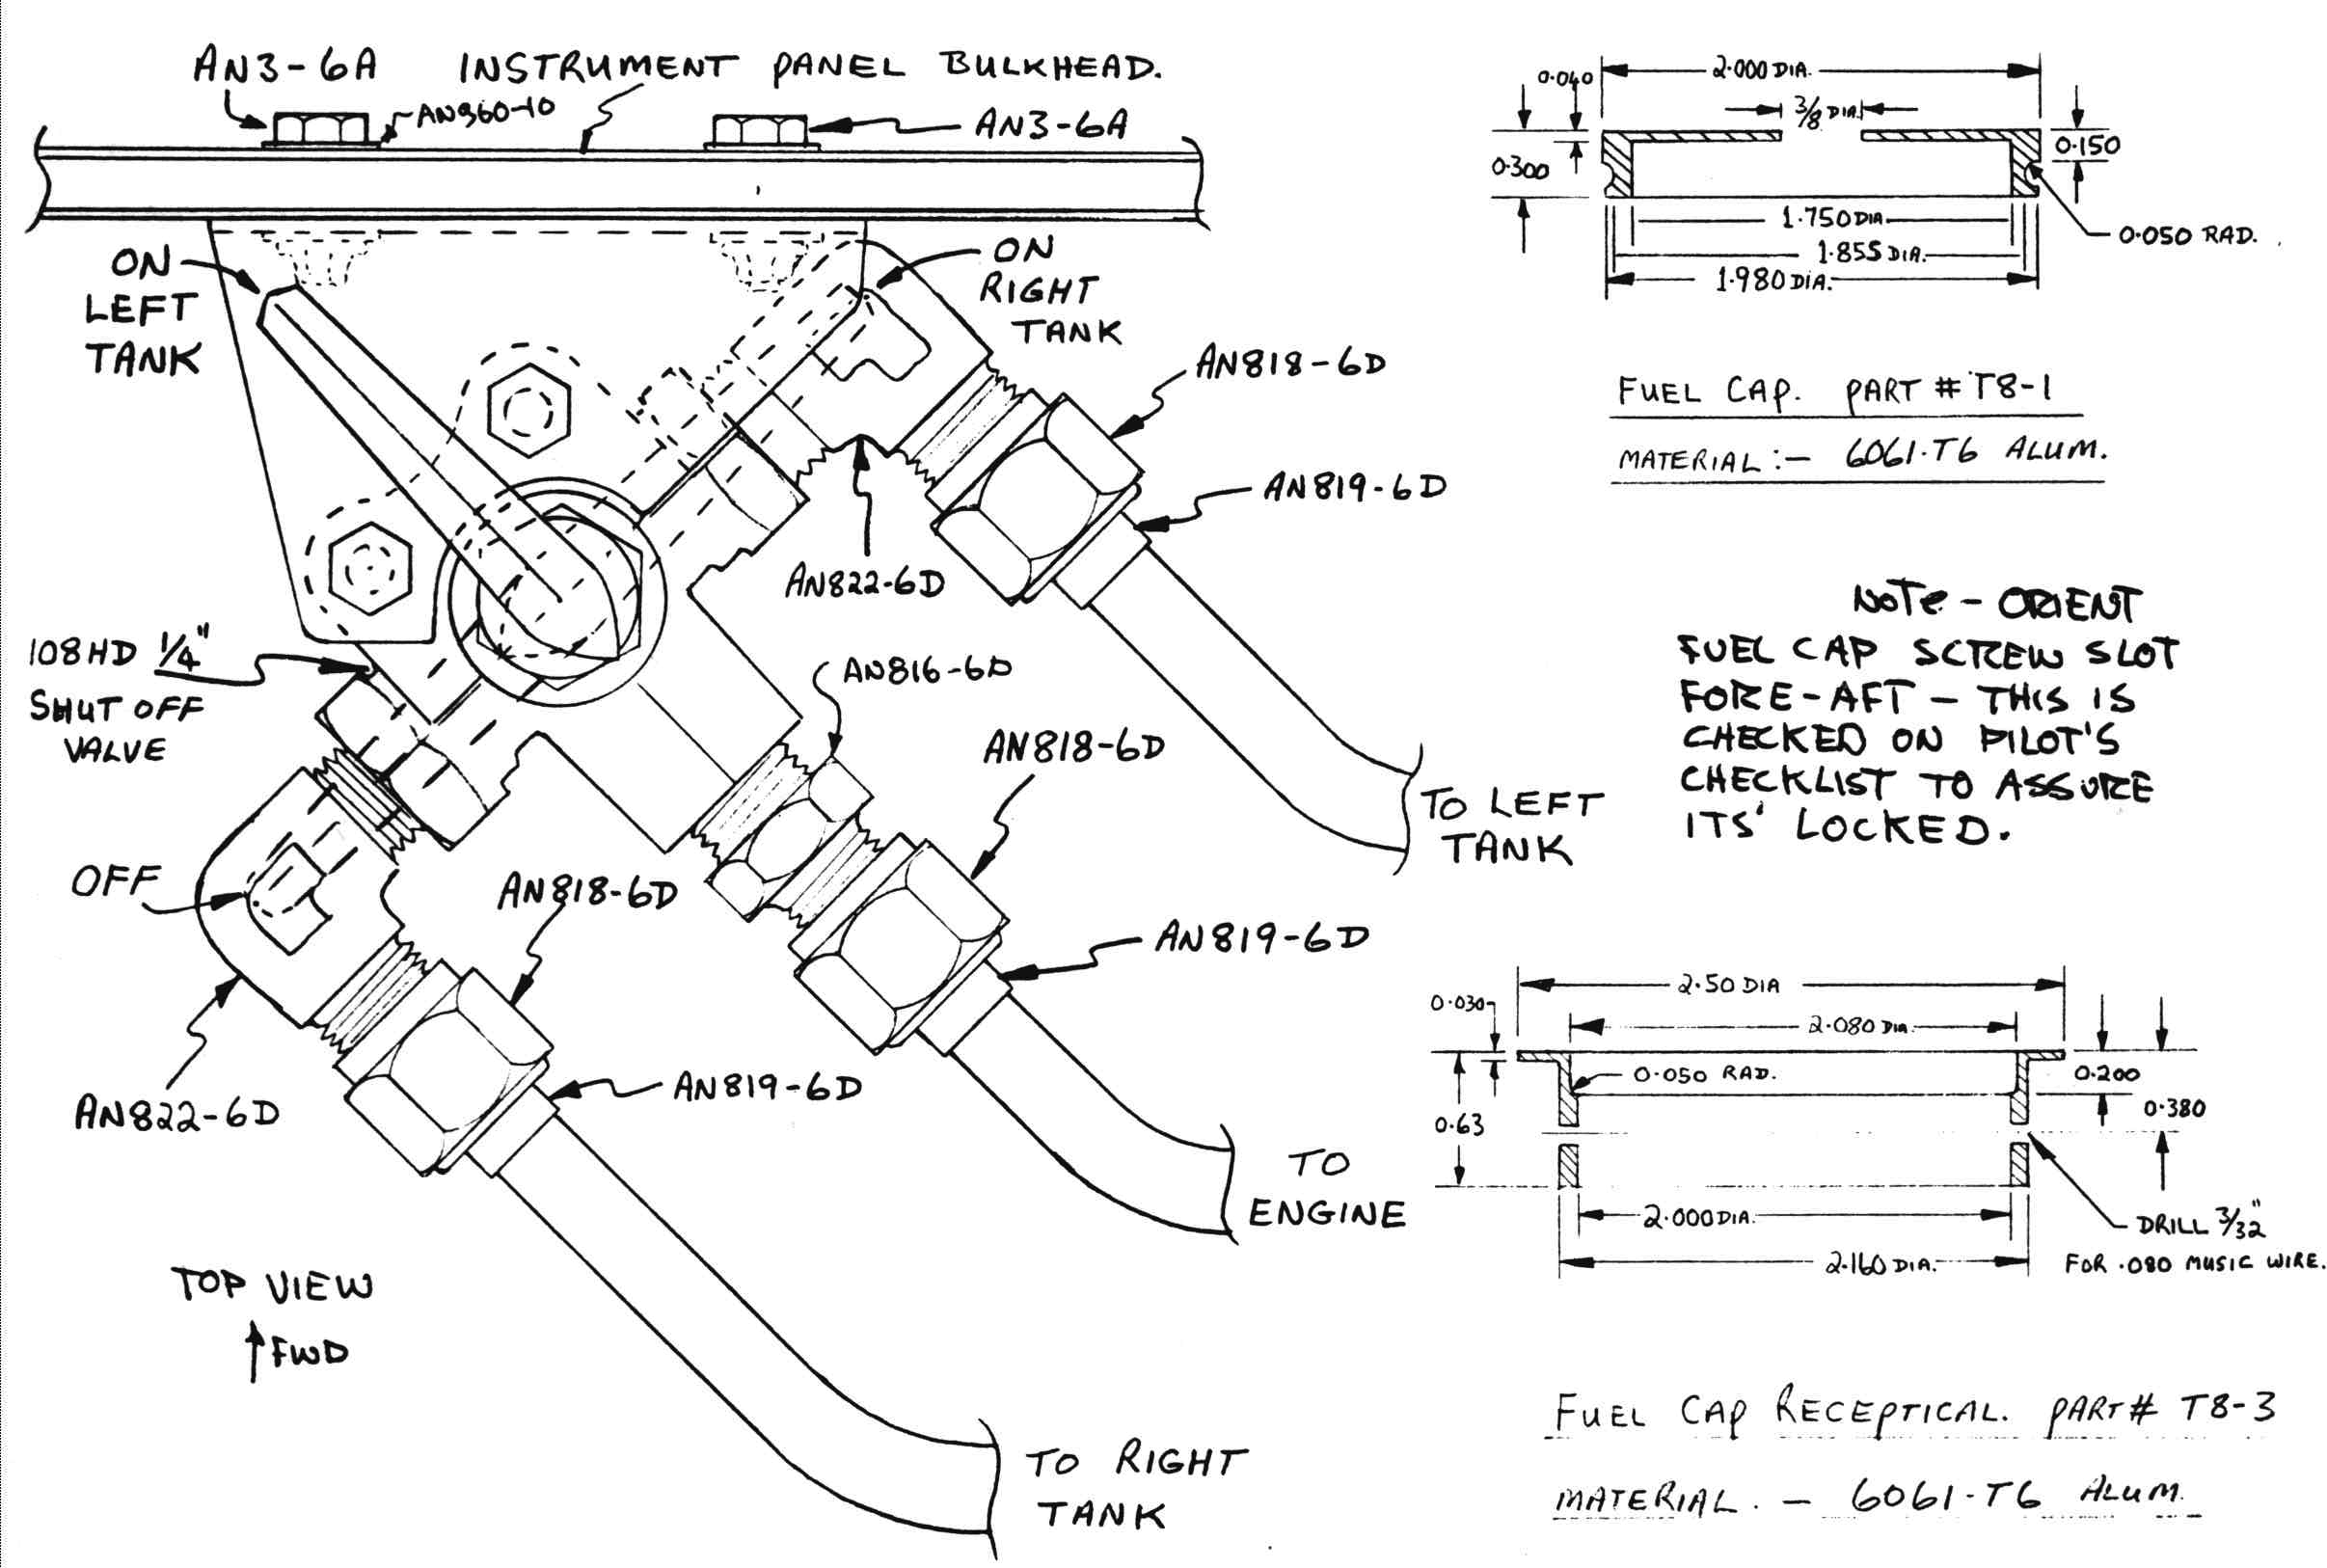 AN3-6A INSTRUMENT PANEL BULKHEAD.
AN960-10
AN3-6A
ON
LEFT
TANK
ON
RIGHT
TANK
AN818-6D
AN819-6D
AN822-6D
108HD 1/4"
SHUT OFF
VALVE
AN816-6D
AN818-6D
TO LEFT
TANK
OFF
AN818-6D
AN819-6D
AN822-6D
AN819-6D
TO
ENGINE
TOP VIEW
FWD
TO RIGHT
TANK
2.000 DIA.
0.040
3/8 DIA.
0.300
0.150
1.750 DIA.
1.855 DIA.
1.980 DIA.
0.050 RAD.
FUEL CAP. PART # T8-1
MATERIAL:- 6061-T6 ALUM.
NOTE - ORIENT
FUEL CAP SCREW SLOT
FORE-AFT - THIS IS
CHECKED ON PILOT'S
CHECKLIST TO ASSURE
ITS' LOCKED.
2.50 DIA
0.030
2.080 DIA.
0.050 RAD.
0.200
0.380
0.63
2.000 DIA.
2.160 DIA.
DRILL 3/32"
FOR .080 MUSIC WIRE.
FUEL CAP RECEPTICAL. PART# T8-3
MATERIAL. - 6061-T6 ALUM.